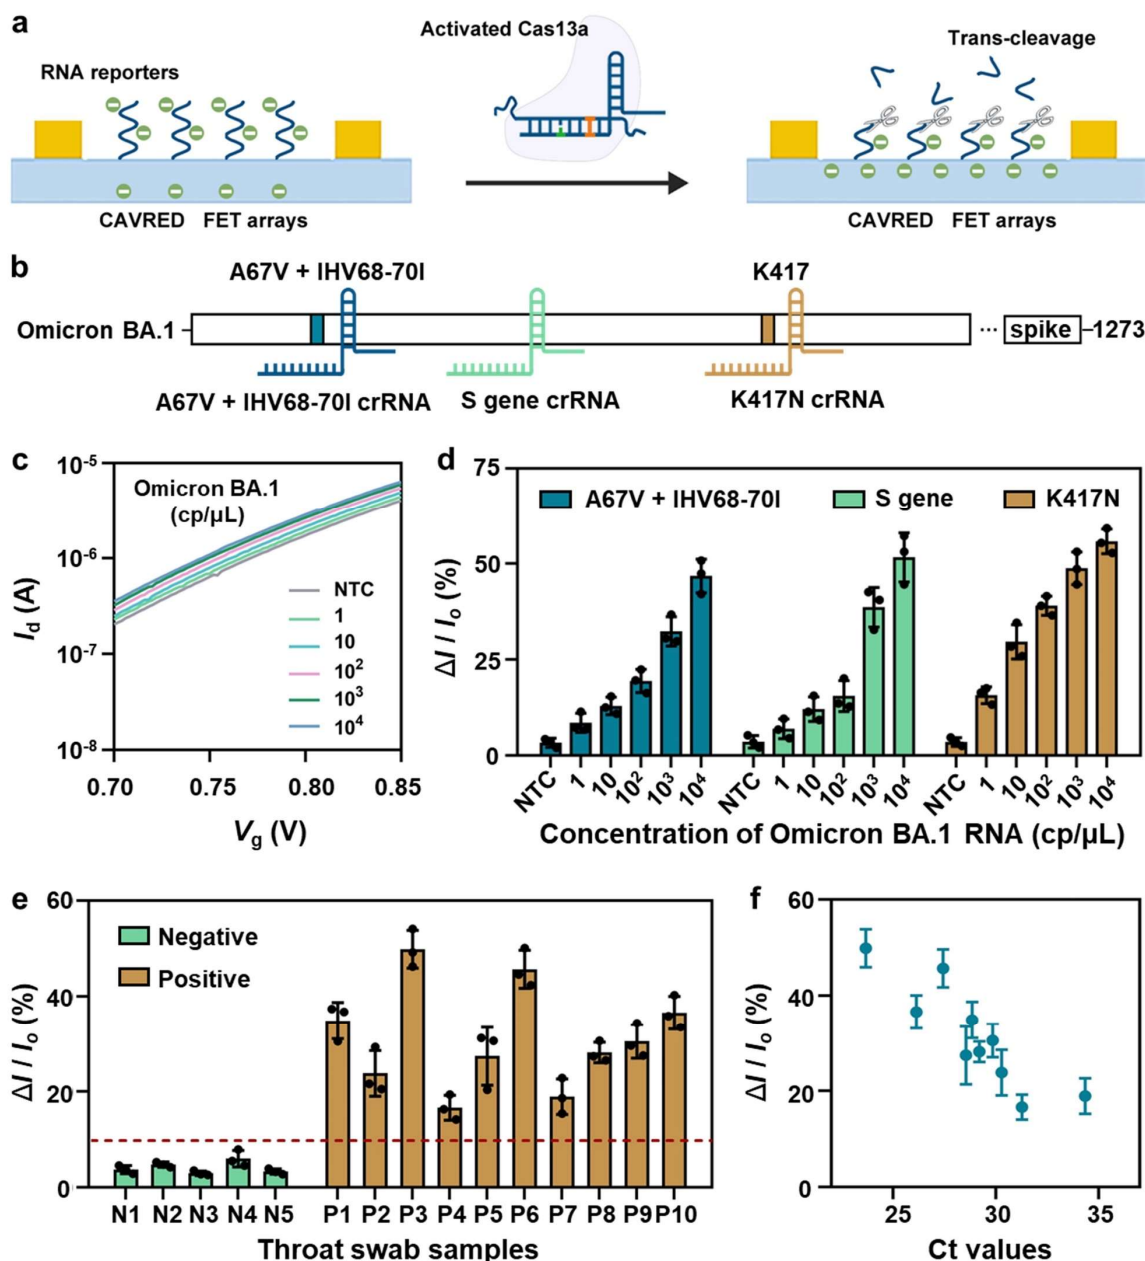 a
Activated Cas13a
Trans-cleavage
RNA reporters
CAVRED FET arrays
CAVRED FET arrays
b
A67V + IHV68-70I
K417
Omicron BA.1
... spike 1273
A67V + IHV68-70I crRNA
S gene crRNA
K417N crRNA
c
10⁻⁵
10⁻⁶
10⁻⁷
10⁻⁸
I_d (A)
Omicron BA.1
(cp/μL)
NTC
1
10
10²
10³
10⁴
0.70 0.75 0.80 0.85
V_g (V)
d
75
50
25
0
ΔI / I_o (%)
A67V + IHV68-70I
S gene
K417N
NTC 1 10 10² 10³ 10⁴ NTC 1 10 10² 10³ 10⁴ NTC 1 10 10² 10³ 10⁴
Concentration of Omicron BA.1 RNA (cp/μL)
e
60
40
20
0
ΔI / I_o (%)
Negative
Positive
N1 N2 N3 N4 N5 P1 P2 P3 P4 P5 P6 P7 P8 P9 P10
Throat swab samples
f
60
40
20
0
ΔI / I_o (%)
25 30 35
Ct values